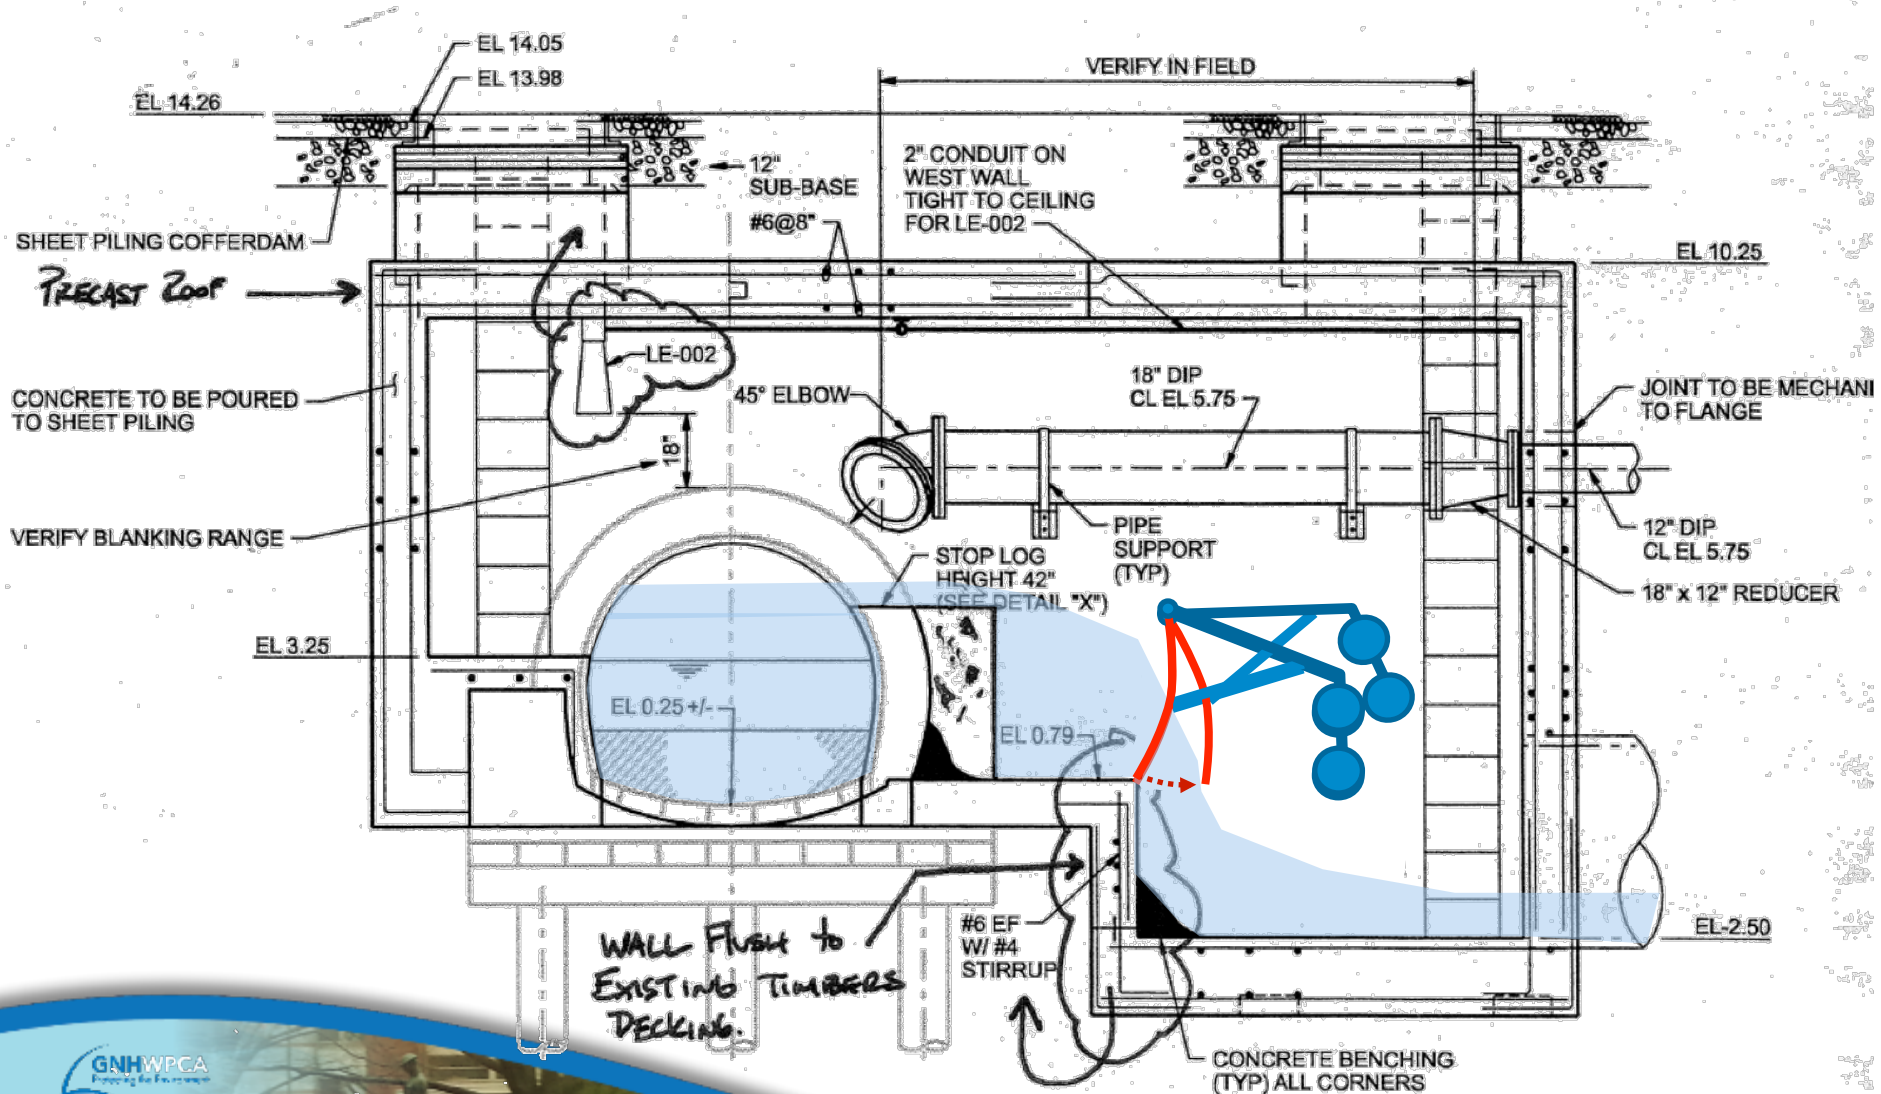 EL 14.05
EL 13.98
EL 14.26
VERIFY IN FIELD
12"
SUB-BASE
#6@8"
2" CONDUIT ON
WEST WALL
TIGHT TO CEILING
FOR LE-002
SHEET PILING COFFERDAM
EL 10.25
PRECAST ROOF
LE-002
CONCRETE TO BE POURED
TO SHEET PILING
45° ELBOW
18" DIP
CL EL 5.75
JOINT TO BE MECHANI
TO FLANGE
18"
VERIFY BLANKING RANGE
PIPE
SUPPORT
(TYP)
12" DIP
CL EL 5.75
STOP LOG
HEIGHT 42"
(SEE DETAIL "X")
18" x 12" REDUCER
EL 3.25
EL 0.25 +/-
EL 0.79
#6 EF
W/ #4
STIRRUP
EL-2.50
WALL FLUSH to
EXISTING TIMBERS
DECKING.
CONCRETE BENCHING
(TYP) ALL CORNERS
GNHWPCA
Protecting the Environment